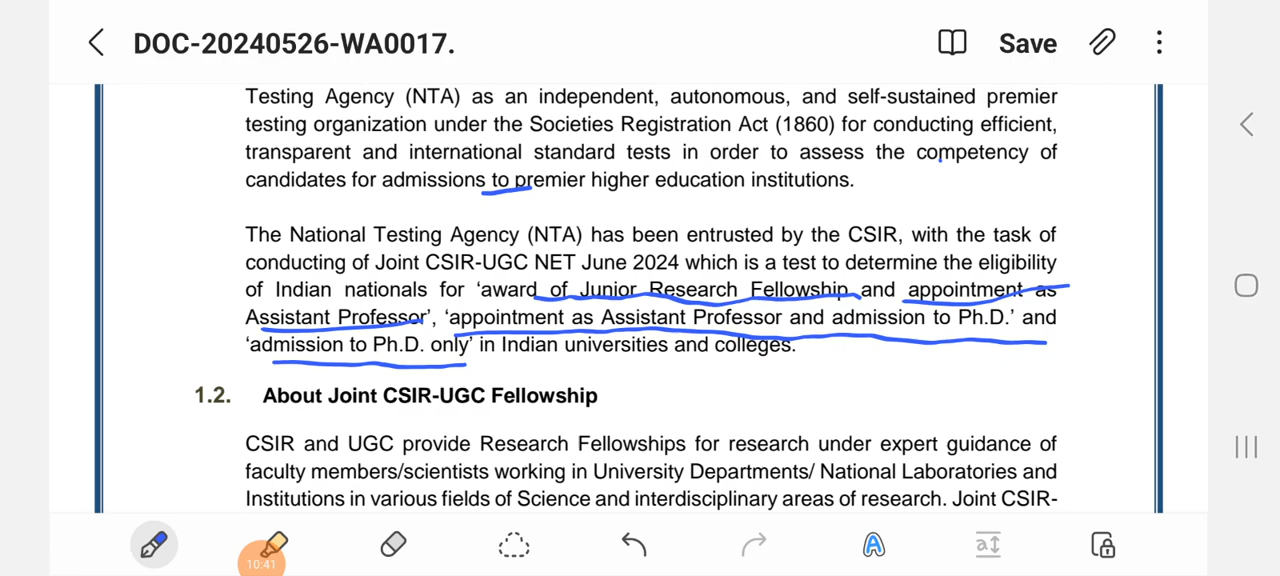 DOC-20240526-WA0017.
Save
Testing Agency (NTA) as an independent, autonomous, and self-sustained premier
testing organization under the Societies Registration Act (1860) for conducting efficient,
transparent and international standard tests in order to assess the competency of
candidates for admissions to premier higher education institutions.
The National Testing Agency (NTA) has been entrusted by the CSIR, with the task of
conducting of Joint CSIR-UGC NET June 2024 which is a test to determine the eligibility
of Indian nationals for ‘award of Junior Research Fellowship and appointment as
Assistant Professor’, ‘appointment as Assistant Professor and admission to Ph.D.’ and
‘admission to Ph.D. only’ in Indian universities and colleges.
1.2. About Joint CSIR-UGC Fellowship
CSIR and UGC provide Research Fellowships for research under expert guidance of
faculty members/scientists working in University Departments/ National Laboratories and
Institutions in various fields of Science and interdisciplinary areas of research. Joint CSIR-
10:41